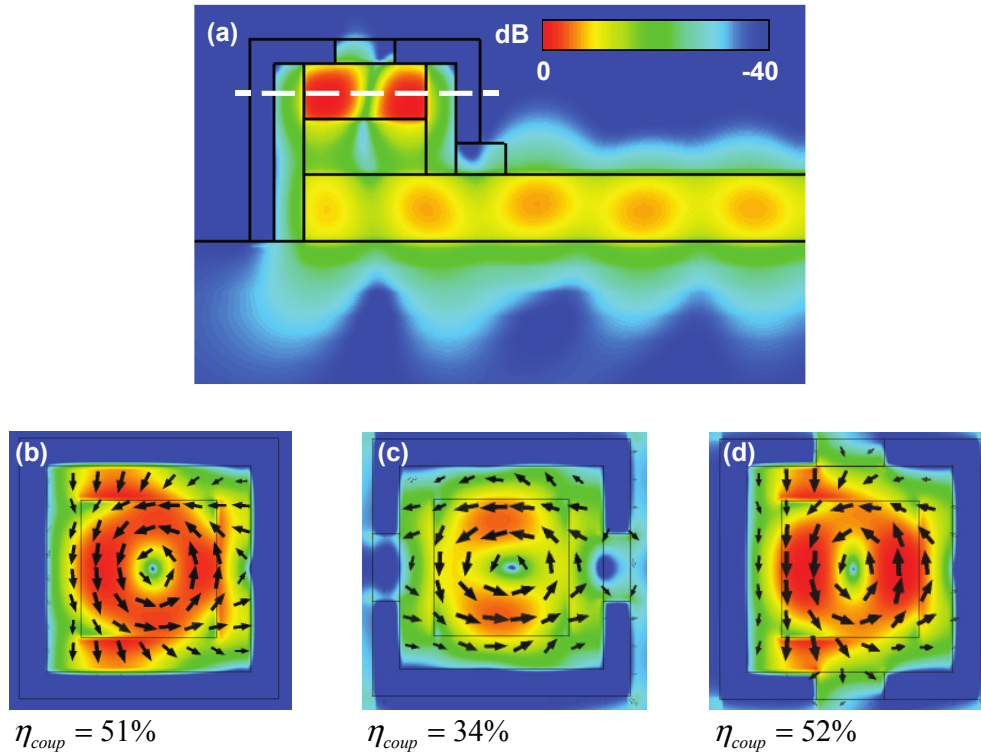 (a)
dB
0 -40
(b) (c) (d)
η_coup = 51% η_coup = 34% η_coup = 52%